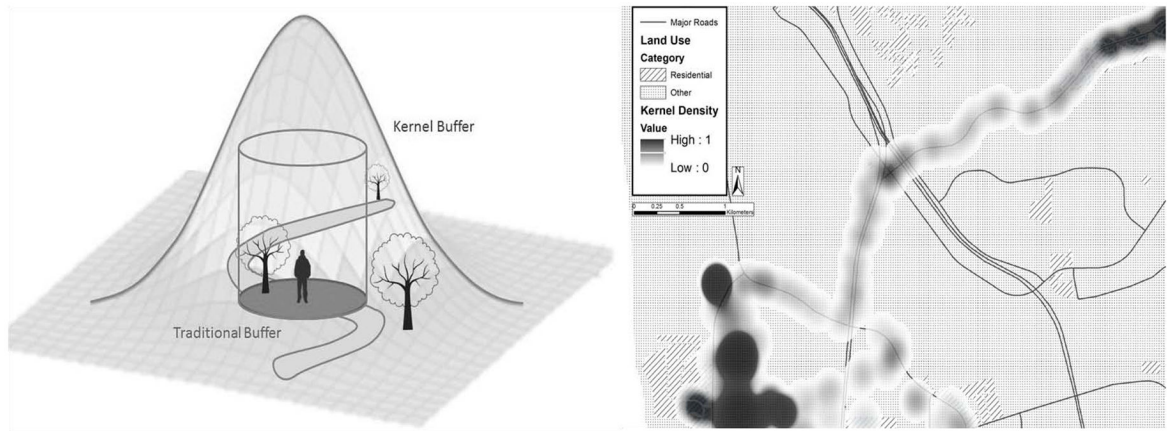 Kernel Buffer
Traditional Buffer
Major Roads
Land Use
Category
Residential
Other
Kernel Density
Value
High : 1
Low : 0
N
0 0.25 0.5 1
Kilometers